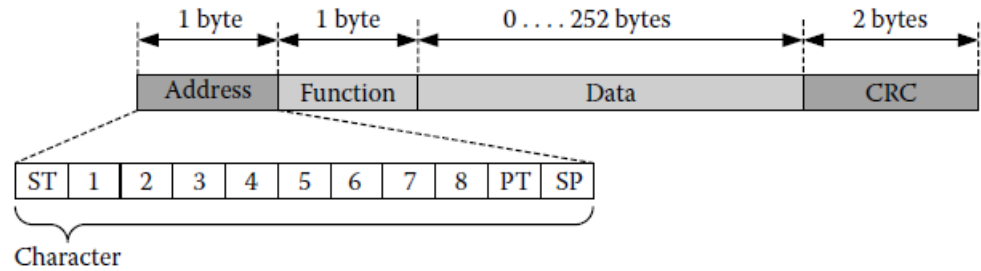 1 byte 1 byte 0 . . . . 252 bytes 2 bytes
Address Function Data CRC
ST 1 2 3 4 5 6 7 8 PT SP
Character